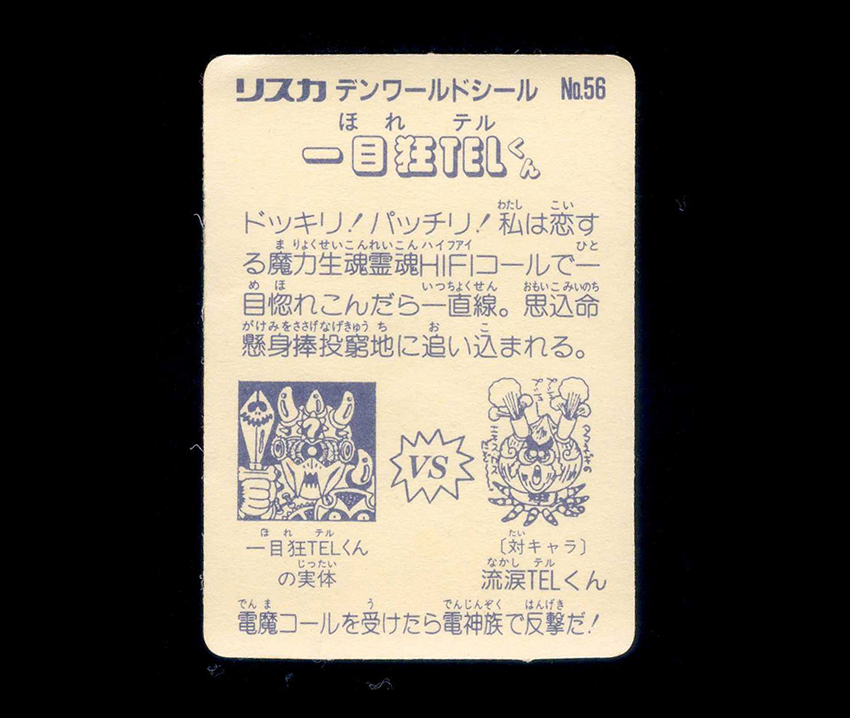 リスカ デンワールドシール No.56
ほれ テル
一目狂TELくん
わたし こい
ドッキリ!パッチリ!私は恋す
まりょくせいこんれいこんハイファイ ひと
る魔力生魂霊魂HIFIコールで一
めほ いっちょくせん おもいこみいのち
目惚れこんだら一直線。思込命
がけみをささげなげきゅうち おこ
懸身捧投窮地に追い込まれる。
VS
ほれ テル
一目狂TELくん
じったい
の実体
たい
〔対キャラ〕
なかし テル
流涙TELくん
でんま う でんじんぞく はんげき
電魔コールを受けたら電神族で反撃だ!